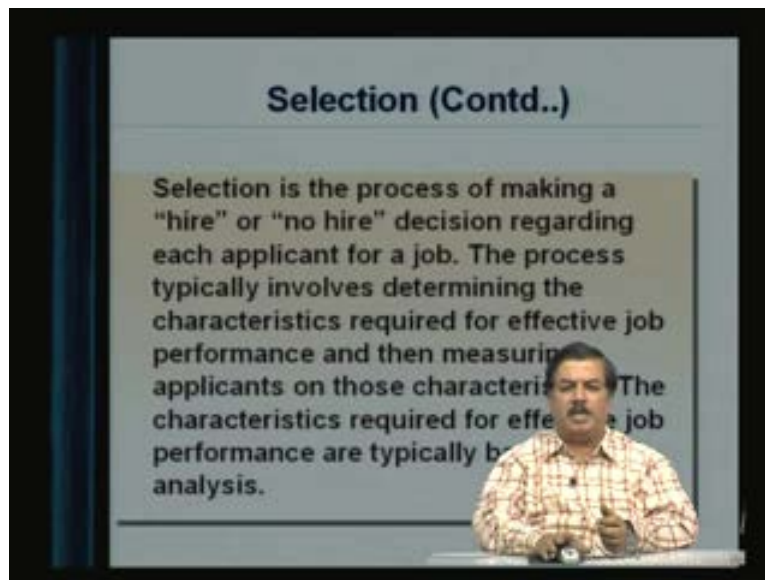 Selection (Contd..)
Selection is the process of making a
“hire” or “no hire” decision regarding
each applicant for a job. The process
typically involves determining the
characteristics required for effective job
performance and then
applicants on those The
characteristics required for job
performance are typically
analysis.